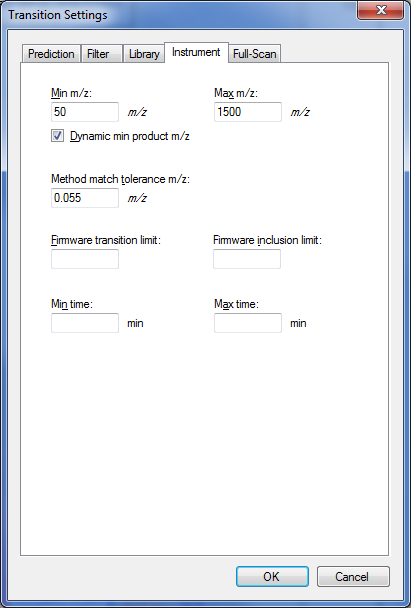 Transition Settings
Prediction Filter Library Instrument Full-Scan
Min m/z: Max m/z:
50 m/z 1500 m/z
Dynamic min product m/z
Method match tolerance m/z:
0.055 m/z
Firmware transition limit: Firmware inclusion limit:
Min time: Max time:
min min
OK Cancel